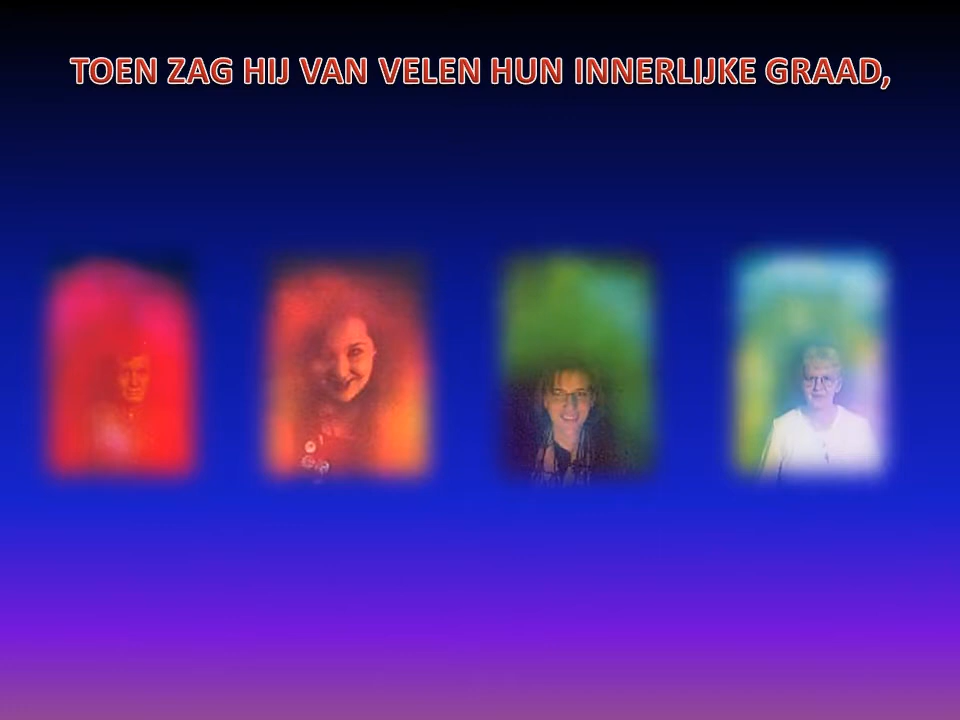 TOEN ZAG HIJ VAN VELEN HUN INNERLIJKE GRAAD,